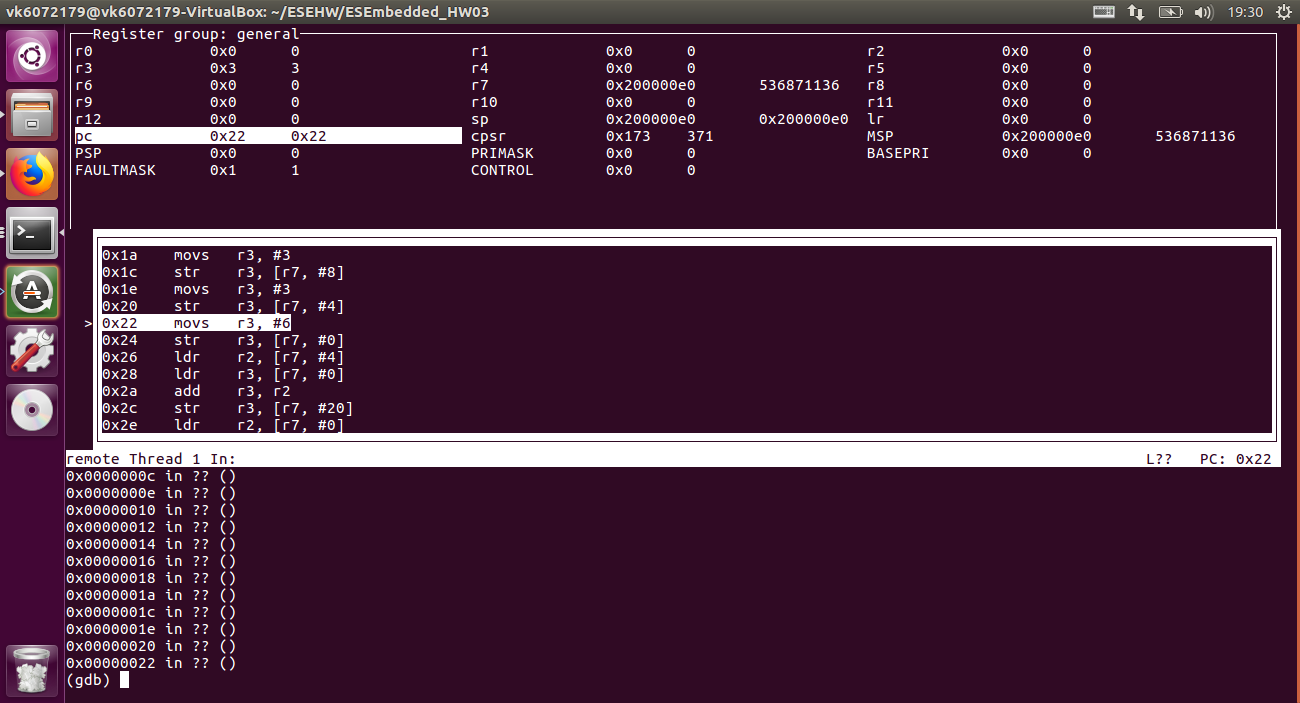 vk6072179@vk6072179-VirtualBox: ~/ESEHW/ESEmbedded_HW03 19:30
Register group: general
r0 0x0 0 r1 0x0 0 r2 0x0 0
r3 0x3 3 r4 0x0 0 r5 0x0 0
r6 0x0 0 r7 0x200000e0 536871136 r8 0x0 0
r9 0x0 0 r10 0x0 0 r11 0x0 0
r12 0x0 0 sp 0x200000e0 0x200000e0 lr 0x0 0
pc 0x22 0x22 cpsr 0x173 371 MSP 0x200000e0 536871136
PSP 0x0 0 PRIMASK 0x0 0 BASEPRI 0x0 0
FAULTMASK 0x1 1 CONTROL 0x0 0
0x1a movs r3, #3
0x1c str r3, [r7, #8]
0x1e movs r3, #3
0x20 str r3, [r7, #4]
>0x22 movs r3, #6
0x24 str r3, [r7, #0]
0x26 ldr r2, [r7, #4]
0x28 ldr r3, [r7, #0]
0x2a add r3, r2
0x2c str r3, [r7, #20]
0x2e ldr r2, [r7, #0]
remote Thread 1 In: L?? PC: 0x22
0x0000000c in ?? ()
0x0000000e in ?? ()
0x00000010 in ?? ()
0x00000012 in ?? ()
0x00000014 in ?? ()
0x00000016 in ?? ()
0x00000018 in ?? ()
0x0000001a in ?? ()
0x0000001c in ?? ()
0x0000001e in ?? ()
0x00000020 in ?? ()
0x00000022 in ?? ()
(gdb)